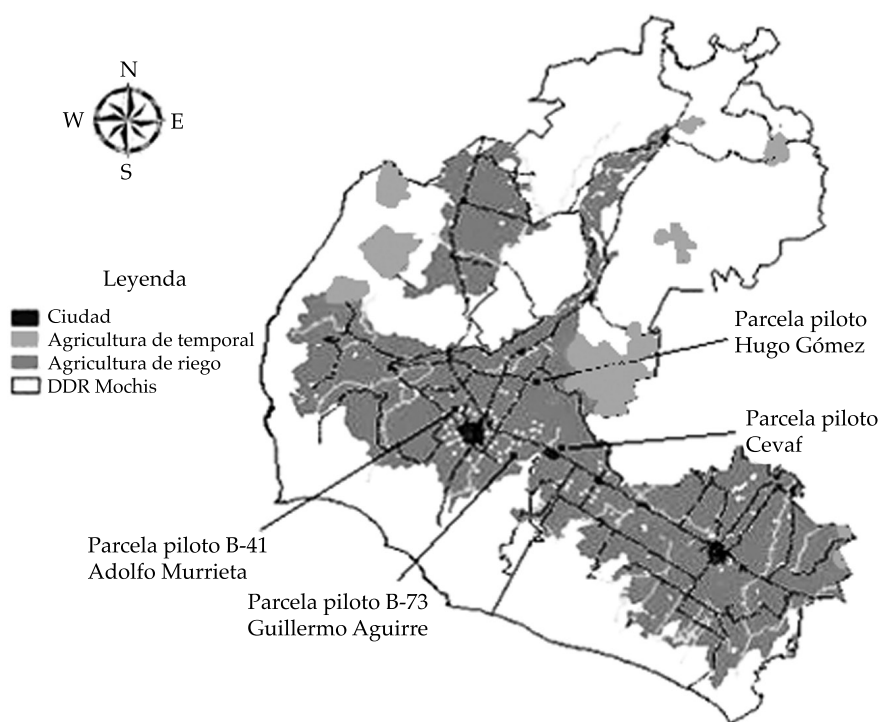 N
W
E
S
Leyenda
Ciudad
Agricultura de temporal
Agricultura de riego
DDR Mochis
Parcela piloto
Hugo Gómez
Parcela piloto
Cevaf
Parcela piloto B-41
Adolfo Murrieta
Parcela piloto B-73
Guillermo Aguirre